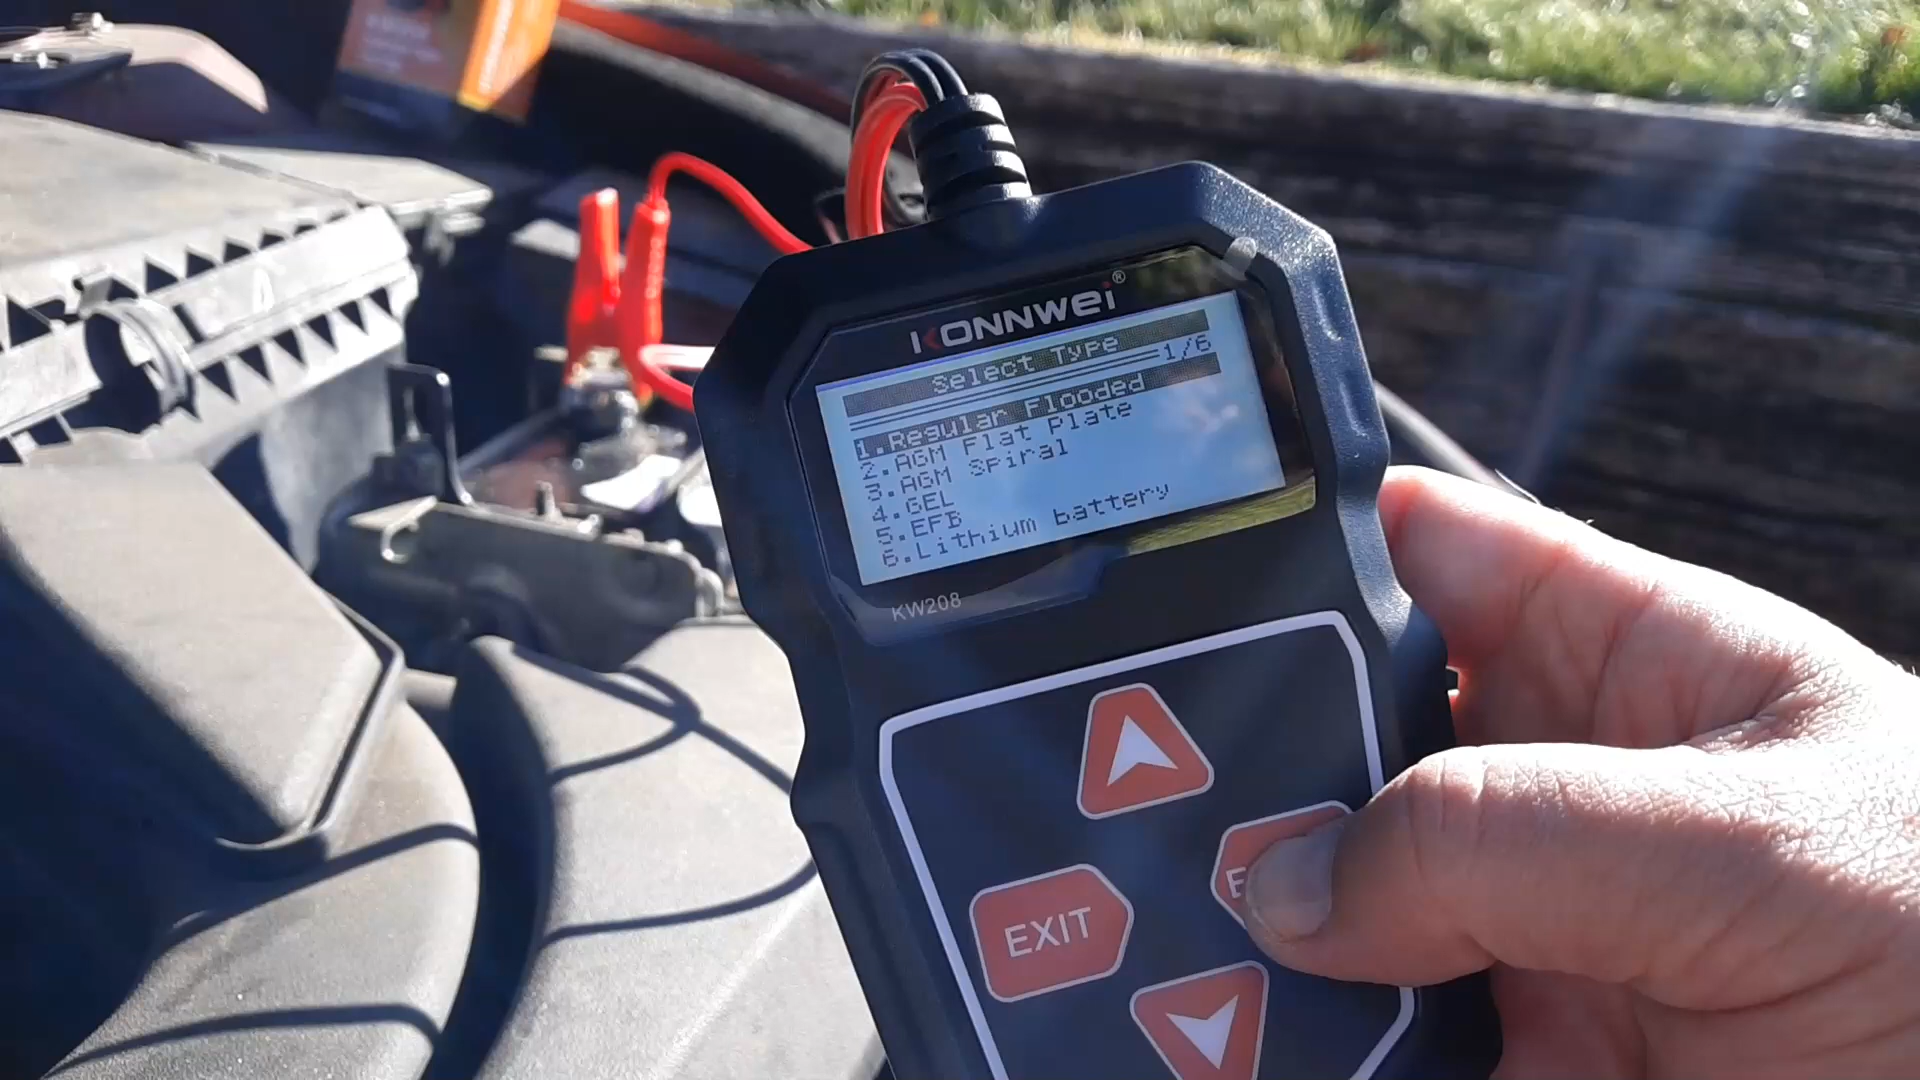 KONNWEI®
Select Type
1/6
1.Regular Flooded
2.AGM Flat Plate
3.AGM Spiral
4.GEL
5.EFB
6.Lithium battery
KW208
EXIT